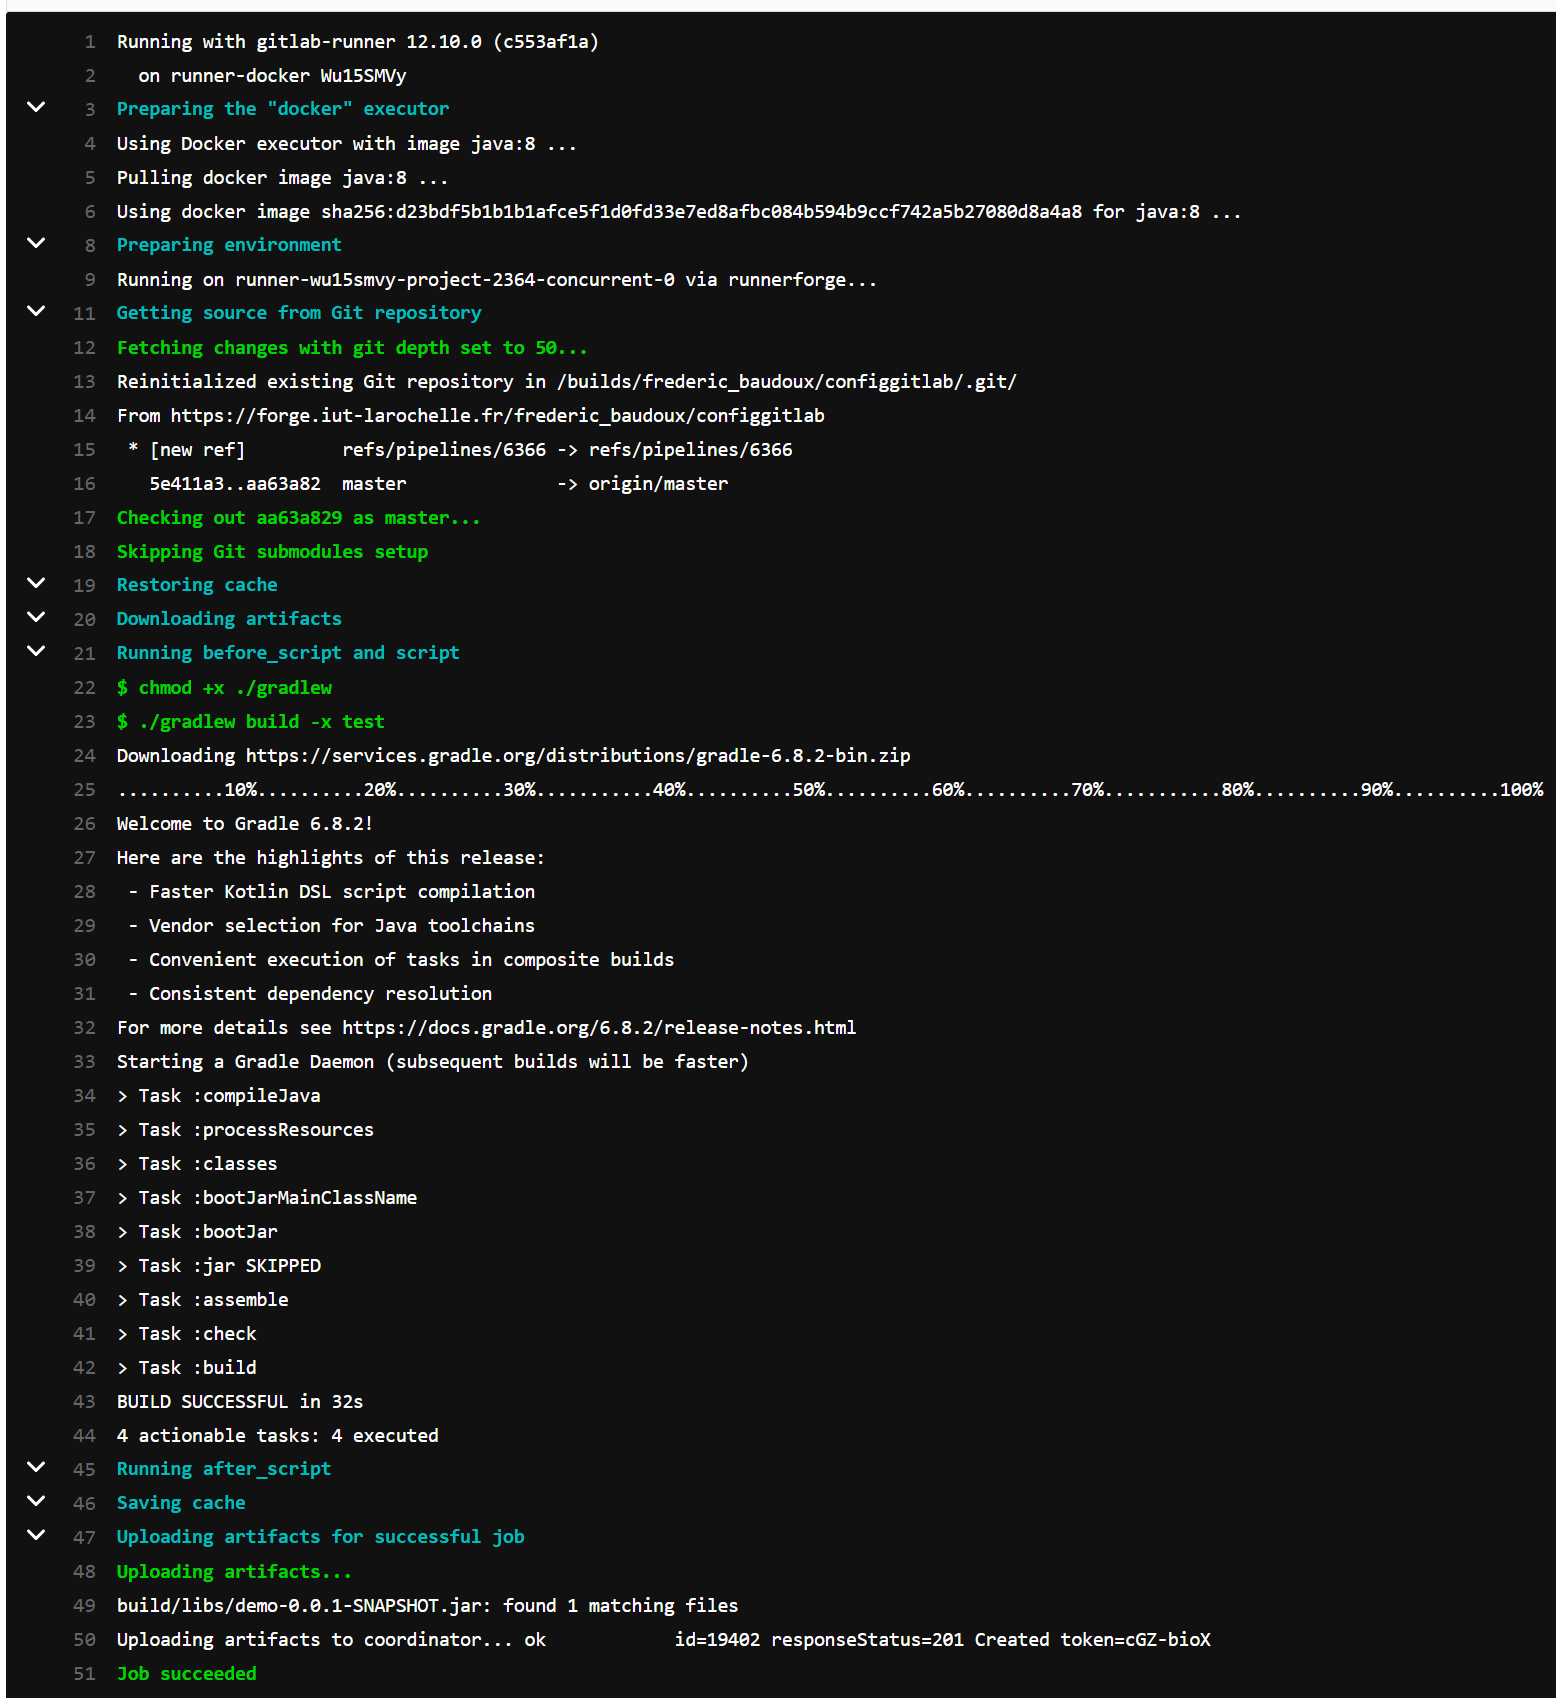 1 Running with gitlab-runner 12.10.0 (c553af1a)
2 on runner-docker Wu15SMVy
3 Preparing the "docker" executor
4 Using Docker executor with image java:8 ...
5 Pulling docker image java:8 ...
6 Using docker image sha256:d23bdf5b1b1b1afce5f1d0fd33e7ed8afbc084b594b9ccf742a5b27080d8a4a8 for java:8 ...
8 Preparing environment
9 Running on runner-wu15smvy-project-2364-concurrent-0 via runnerforge...
11 Getting source from Git repository
12 Fetching changes with git depth set to 50...
13 Reinitialized existing Git repository in /builds/frederic_baudoux/configgitlab/.git/
14 From https://forge.iut-larochelle.fr/frederic_baudoux/configgitlab
15 * [new ref] refs/pipelines/6366 -> refs/pipelines/6366
16 5e411a3..aa63a82 master -> origin/master
17 Checking out aa63a829 as master...
18 Skipping Git submodules setup
19 Restoring cache
20 Downloading artifacts
21 Running before_script and script
22 $ chmod +x ./gradlew
23 $ ./gradlew build -x test
24 Downloading https://services.gradle.org/distributions/gradle-6.8.2-bin.zip
25 ..........10%..........20%..........30%...........40%..........50%..........60%..........70%...........80%..........90%..........100%
26 Welcome to Gradle 6.8.2!
27 Here are the highlights of this release:
28 - Faster Kotlin DSL script compilation
29 - Vendor selection for Java toolchains
30 - Convenient execution of tasks in composite builds
31 - Consistent dependency resolution
32 For more details see https://docs.gradle.org/6.8.2/release-notes.html
33 Starting a Gradle Daemon (subsequent builds will be faster)
34 > Task :compileJava
35 > Task :processResources
36 > Task :classes
37 > Task :bootJarMainClassName
38 > Task :bootJar
39 > Task :jar SKIPPED
40 > Task :assemble
41 > Task :check
42 > Task :build
43 BUILD SUCCESSFUL in 32s
44 4 actionable tasks: 4 executed
45 Running after_script
46 Saving cache
47 Uploading artifacts for successful job
48 Uploading artifacts...
49 build/libs/demo-0.0.1-SNAPSHOT.jar: found 1 matching files
50 Uploading artifacts to coordinator... ok id=19402 responseStatus=201 Created token=cGZ-bioX
51 Job succeeded